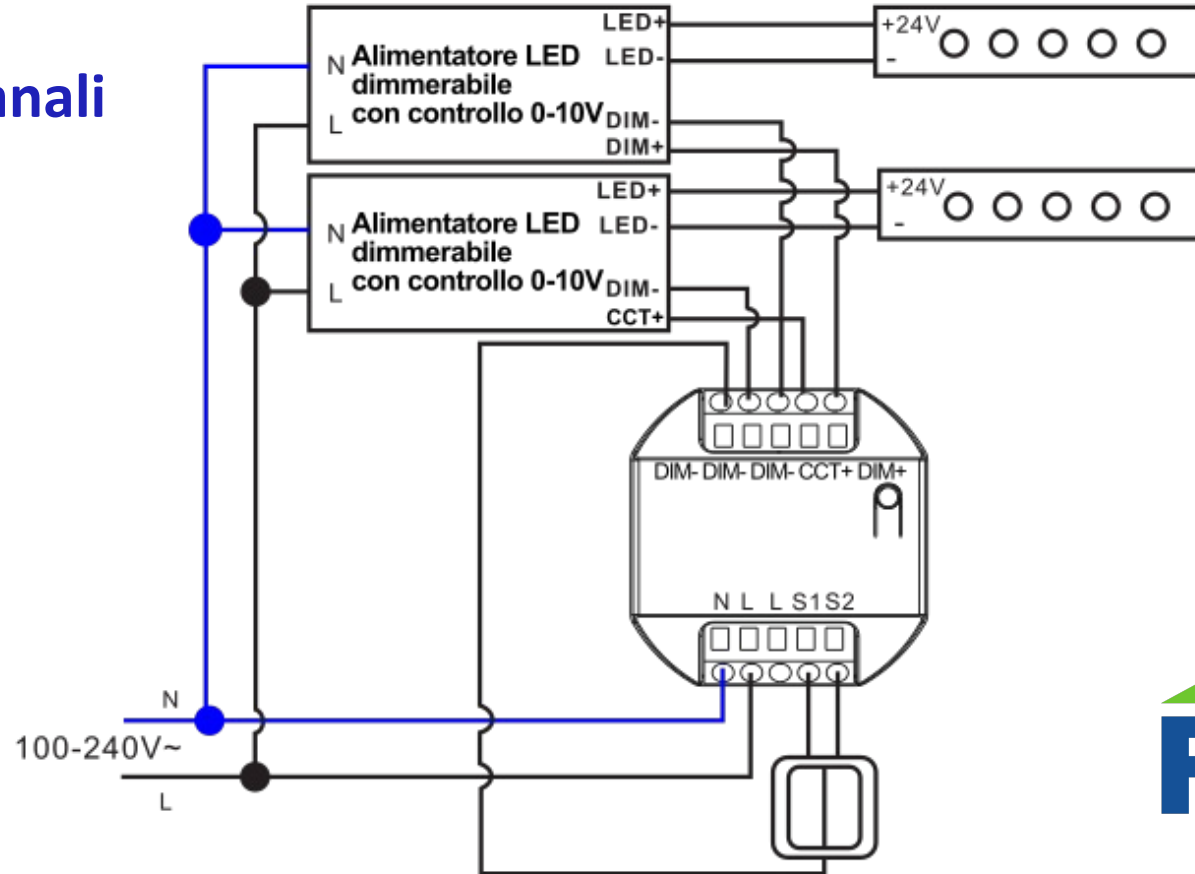 LED+
+24V
N Alimentatore LED LED-
-
dimmerabile
L con controllo 0-10V DIM-
DIM+
LED+
+24V
N Alimentatore LED LED-
-
dimmerabile
L con controllo 0-10V DIM-
CCT+
DIM- DIM- DIM- CCT+ DIM+
N L L S1 S2
N
100-240V~
L